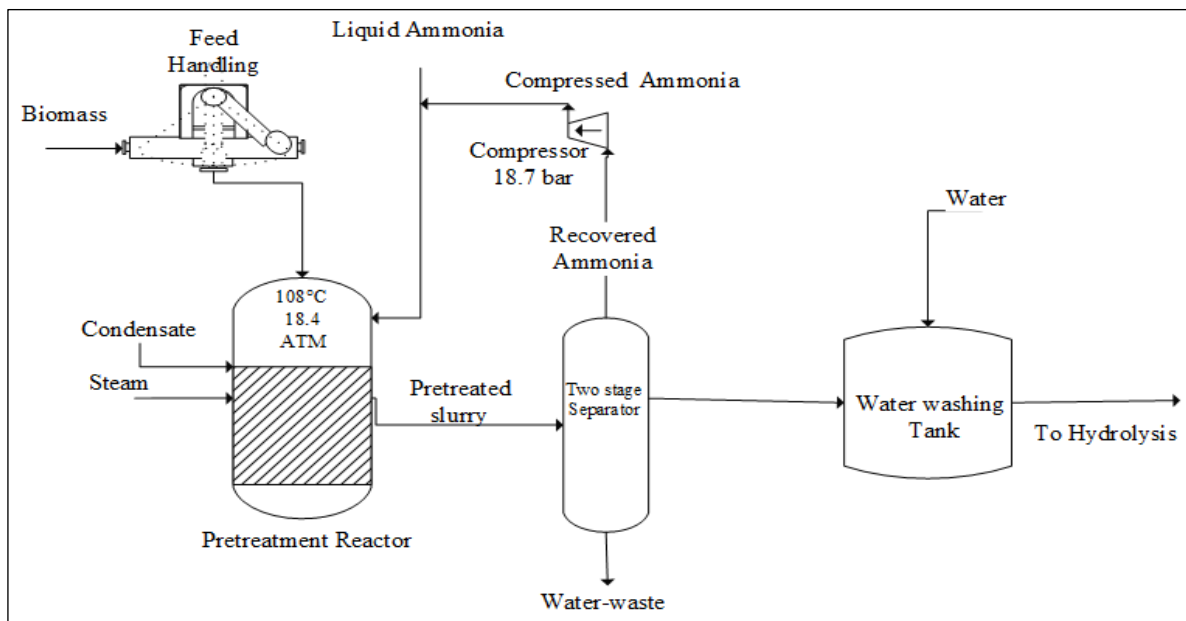 Feed
Handling
Liquid Ammonia
Compressed Ammonia
Biomass
Compressor
18.7 bar
Water
Recovered
Ammonia
108°C
18.4
ATM
Condensate
Steam
Pretreated
slurry
Two stage
Separator
Water washing
Tank
To Hydrolysis
Pretreatment Reactor
Water-waste